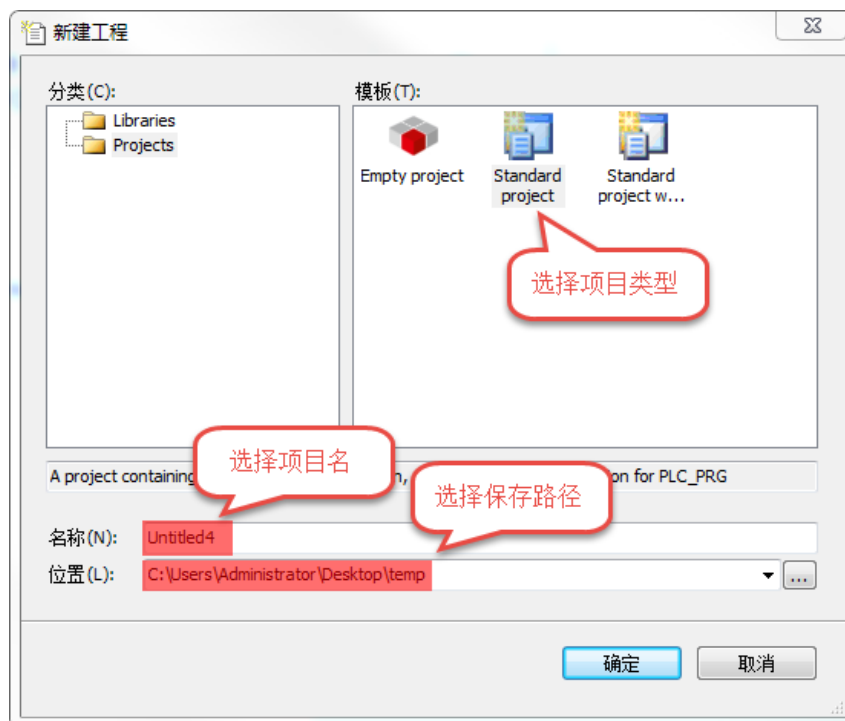 新建工程
分类(C):
Libraries
Projects
模板(T):
Empty project
Standard
project
Standard
project w...
选择项目类型
选择项目名
A project containing
n,
on for PLC_PRG
选择保存路径
名称(N):
Untitled4
位置(L):
C:\Users\Administrator\Desktop\temp
...
确定
取消